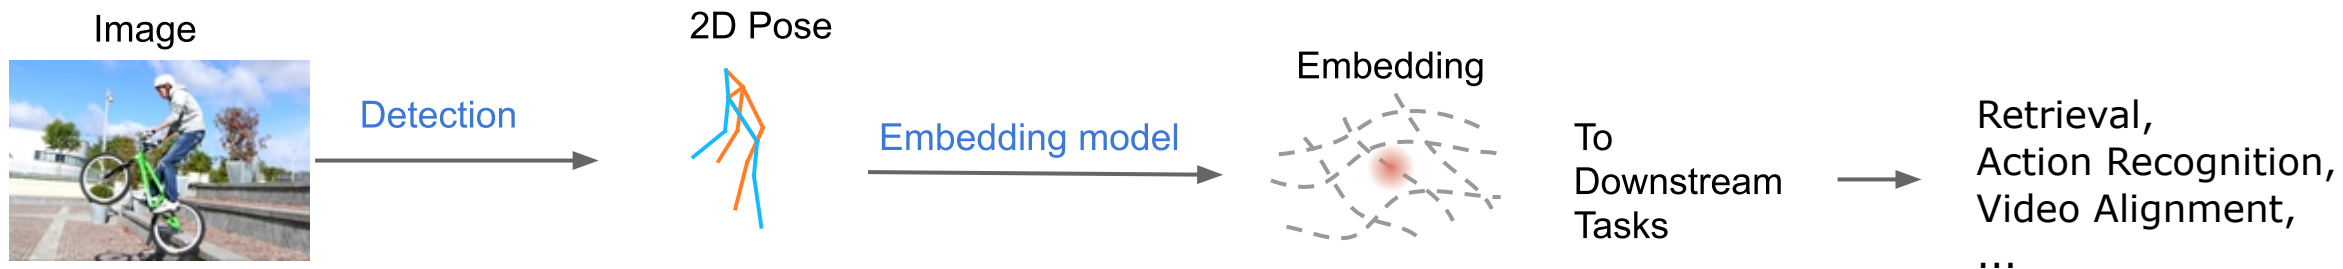 Image
Detection
2D Pose
Embedding model
Embedding
To
Downstream
Tasks
Retrieval,
Action Recognition,
Video Alignment,
...